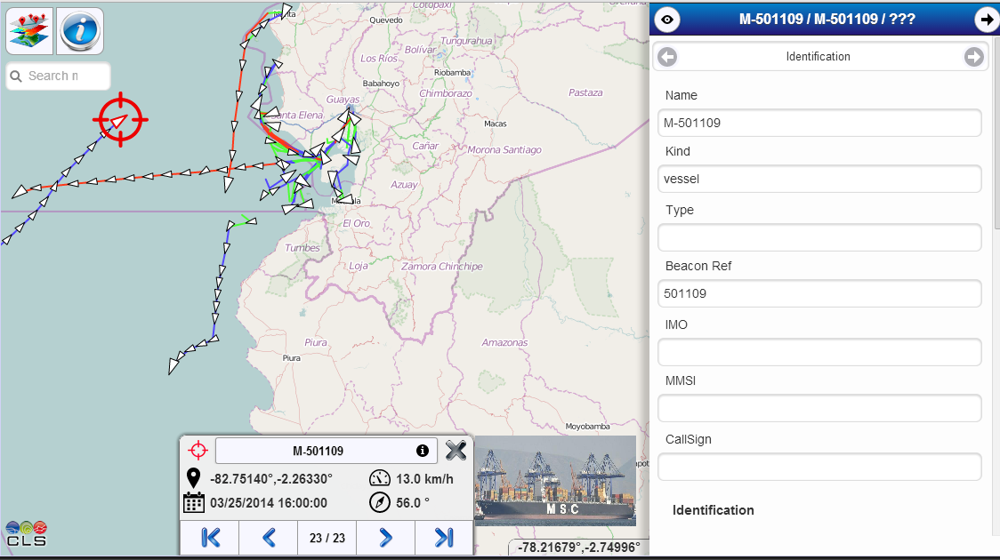 Search n
Manta
Quevedo
Cotopaxi
Tungurahua
Bolívar
Los Ríos
Riobamba
Babahoyo
Chimborazo
Pastaza
Guayas
Santa Elena
Macas
Cañar
Morona Santiago
Azuay
Machala
El Oro
Tumbes
Loja
Zamora Chinchipe
Piura
Amazonas
Piura
Moyobamba
M-501109
-82.75140°,-2.26330°
13.0 km/h
03/25/2014 16:00:00
56.0 °
23 / 23
MSC
-78.21679°,-2.74996°
CLS
M-501109 / M-501109 / ???
Identification
Name
M-501109
Kind
vessel
Type
Beacon Ref
501109
IMO
MMSI
CallSign
Identification